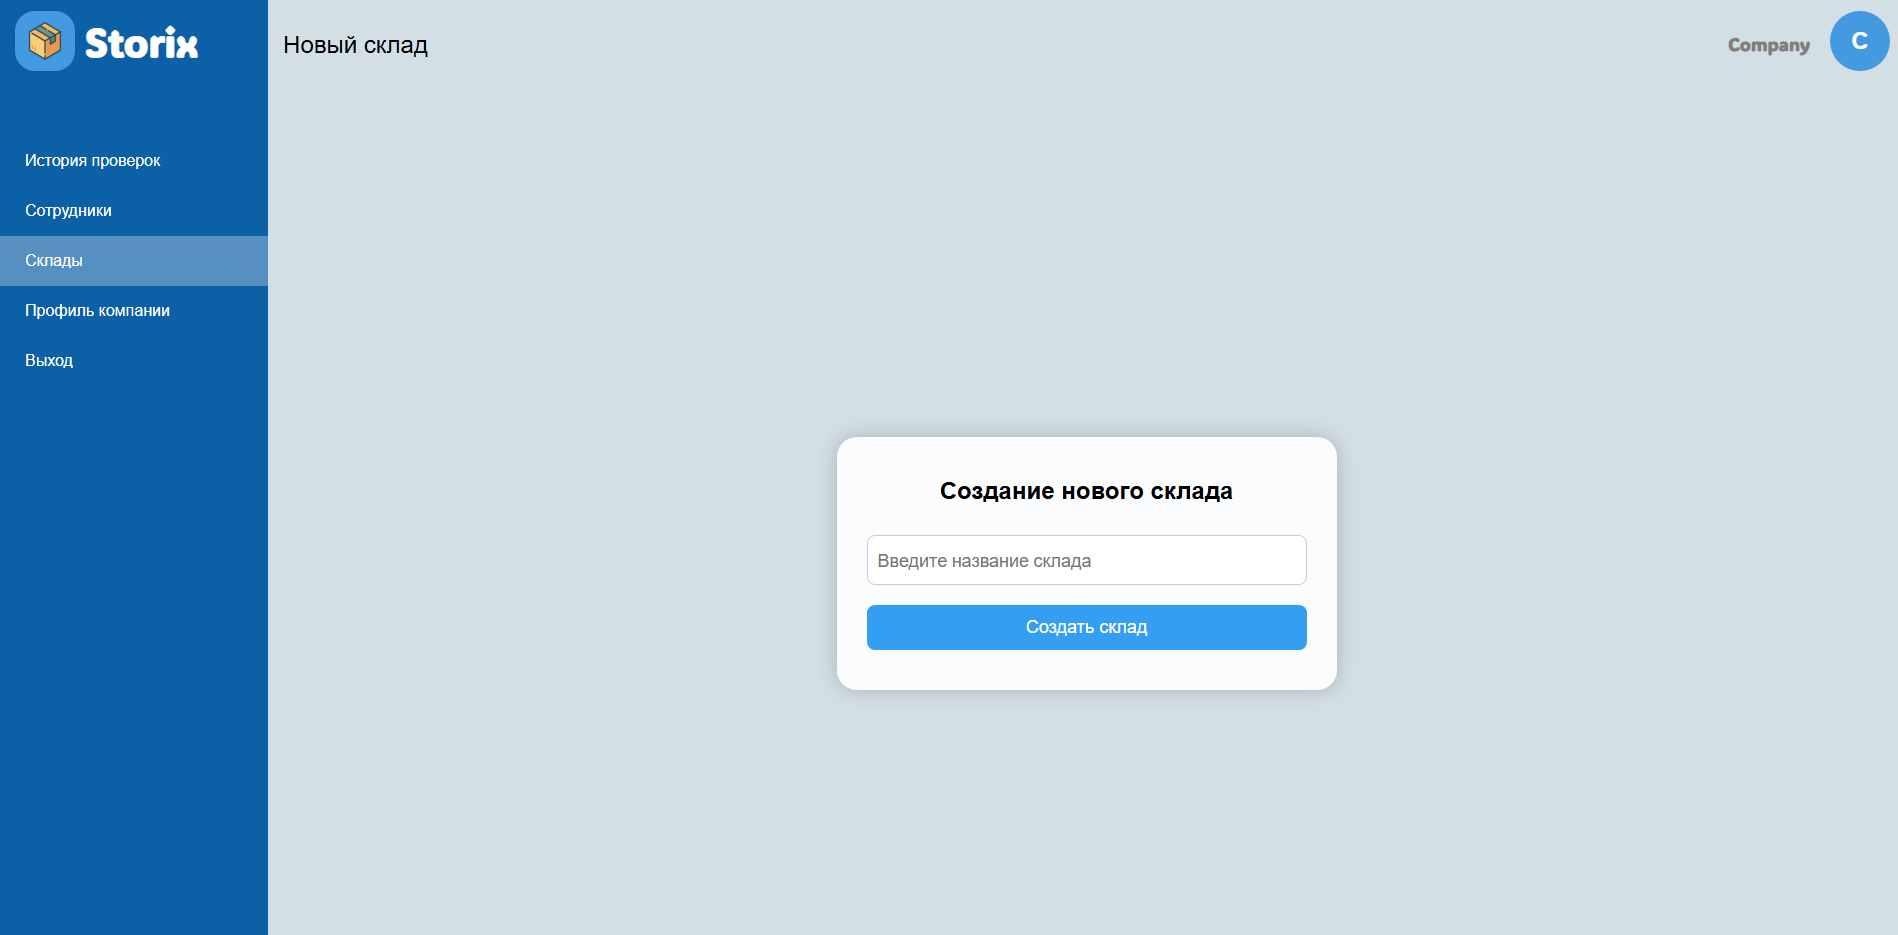 Storix
История проверок
Сотрудники
Склады
Профиль компании
Выход
Новый склад
Company
C
Создание нового склада
Введите название склада
Создать склад